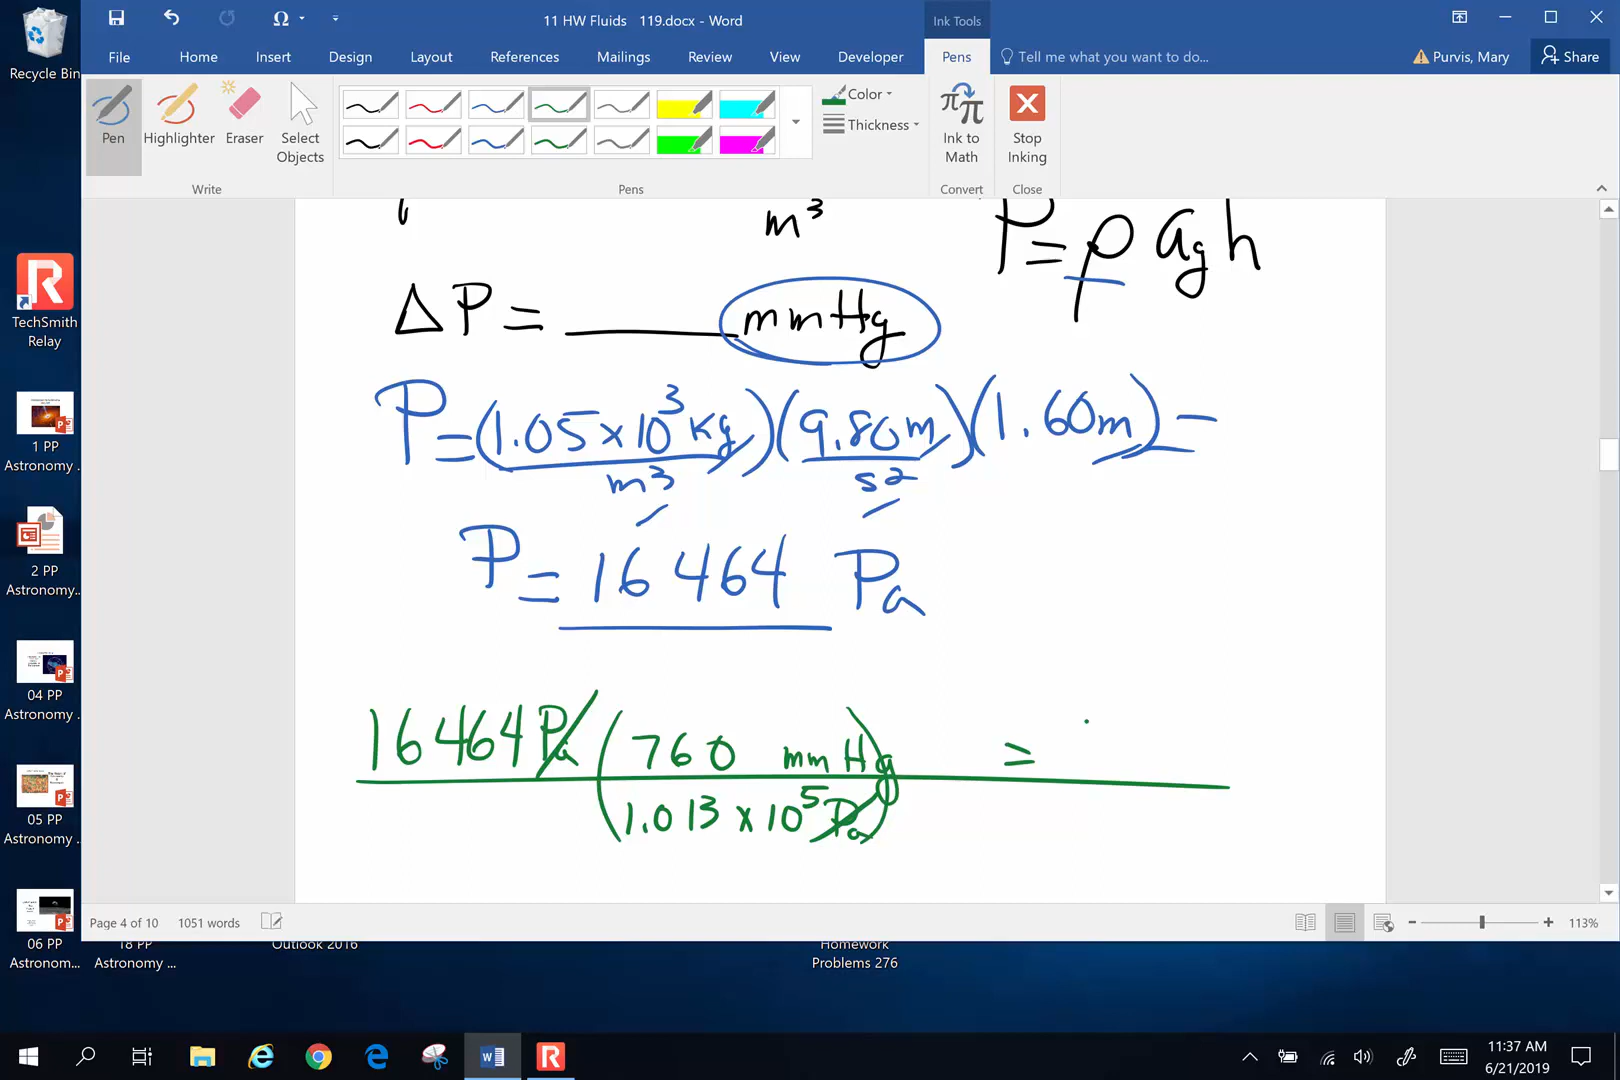 Recycle Bin
TechSmith Relay
1 PP Astronomy ...
2 PP Astronomy...
04 PP Astronomy ...
05 PP Astronomy ...
06 PP Astronom...
18 PP Astronomy ...
Outlook 2016
Homework Problems 276
11 HW Fluids 119.docx - Word
Ink Tools
File Home Insert Design Layout References Mailings Review View Developer Pens Tell me what you want to do...
Purvis, Mary
Share
Pen Highlighter Eraser Select Objects
Color
Thickness
Ink to Math
Stop Inking
Write Pens Convert Close
m³
P = ρ a_g h
ΔP = ______ mmHg
P = (1.05 x 10³ kg / m³)(9.80 m / s²)(1.60 m) =
P = 16 464 Pa
16464 Pa (760 mmHg / 1.013 x 10⁵ Pa) =
Page 4 of 10 1051 words
113%
11:37 AM
6/21/2019